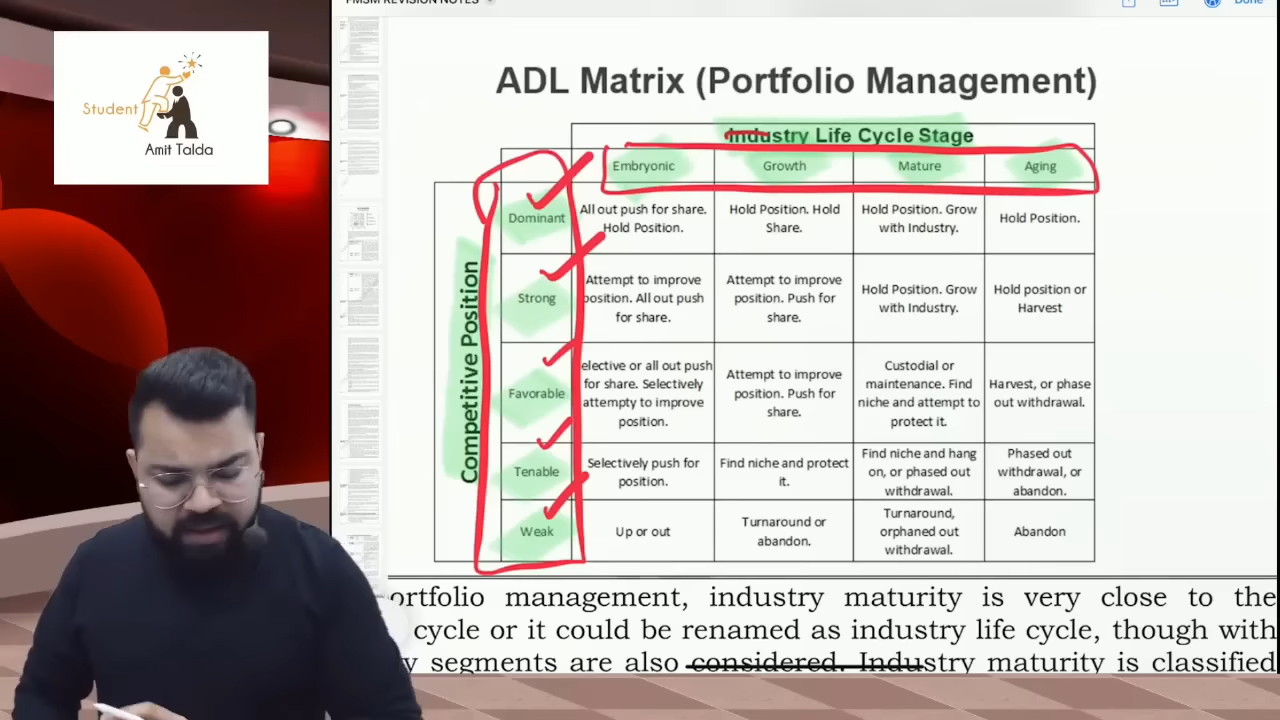 FMSM REVISION NOTES
Done
Student
Amit Talda
ADL Matrix (Portfolio Management)
Industry Life Cycle Stage
Embryonic Growth Mature Aging
Competitive Position
Dominant
All out push for share.
Hold Position.
Hold Position. Hold
Share.
Hold Position. Grow
with Industry.
Hold Position.
Strong
Attempt to improve
position. All out push
for share.
Attempt to improve
position. Push for
share.
Hold Position. Grow
with Industry.
Hold position or
Harvest
Favorable
elective or all out push
for share. Selectively
attempty to improve
position.
Attempt to improve
position. Push for
share.
Custodial or
maintenance. Find
niche and attempt to
protect it.
Harvest, or phase
out withdrawal.
Tenable
Selectively push for
position.
Find niche and protect
it.
Find niche and hang
on, or phased out
withdrawal.
Phased out
withdrawal, or
abandon.
Weak
Up or out
Turnaround or
abandon.
Turnaround,
orphaned out
withdrawal.
Abandon
ortfolio management, industry maturity is very close to the
cycle or it could be renamed as industry life cycle, though with
y segments are also considered. Industry maturity is classified